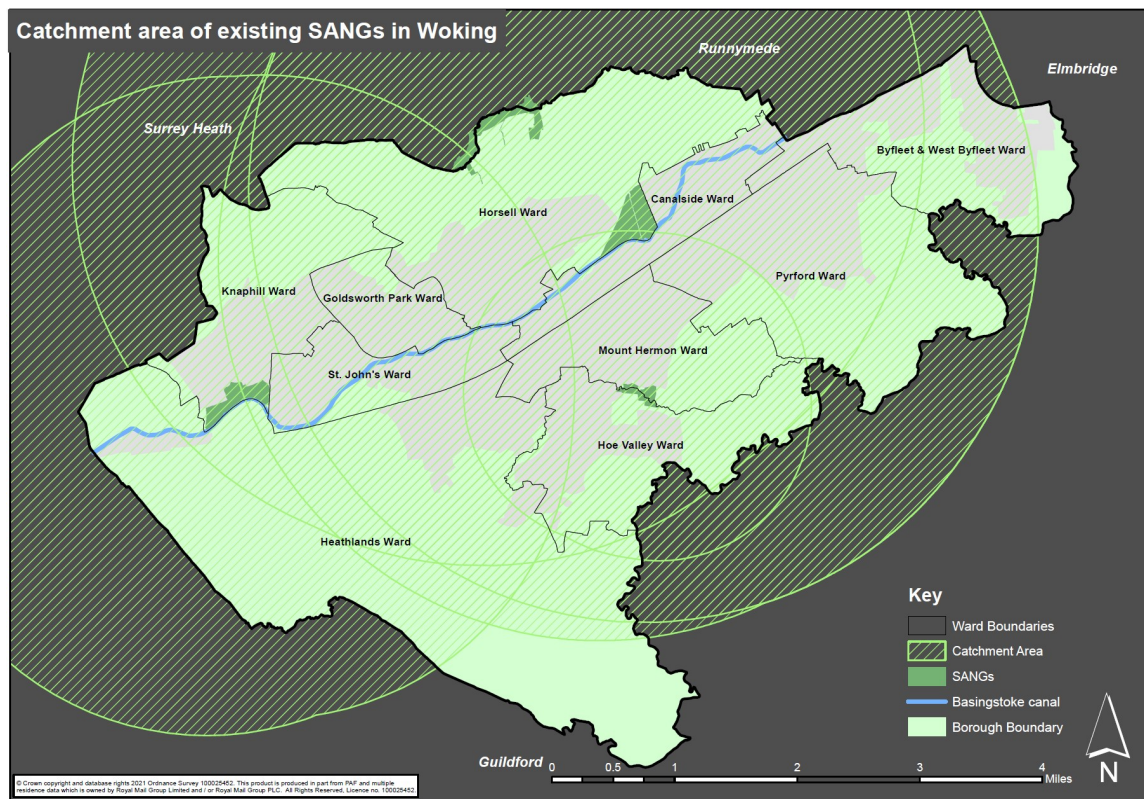 Catchment area of existing SANGs in Woking
Runnymede
Elmbridge
Surrey Heath
Byfleet & West Byfleet Ward
Canalside Ward
Horsell Ward
Pyrford Ward
Knaphill Ward
Goldsworth Park Ward
Mount Hermon Ward
St. John's Ward
Hoe Valley Ward
Heathlands Ward
Key
Ward Boundaries
Catchment Area
SANGs
Basingstoke canal
Borough Boundary
Guildford
0 0.5 1 2 3 4
Miles
N
© Crown copyright and database rights 2021 Ordnance Survey 100025452. This product is produced in part from PAF and multiple
residence data which is owned by Royal Mail Group Limited and / or Royal Mail Group PLC. All Rights Reserved, Licence no. 100025452.